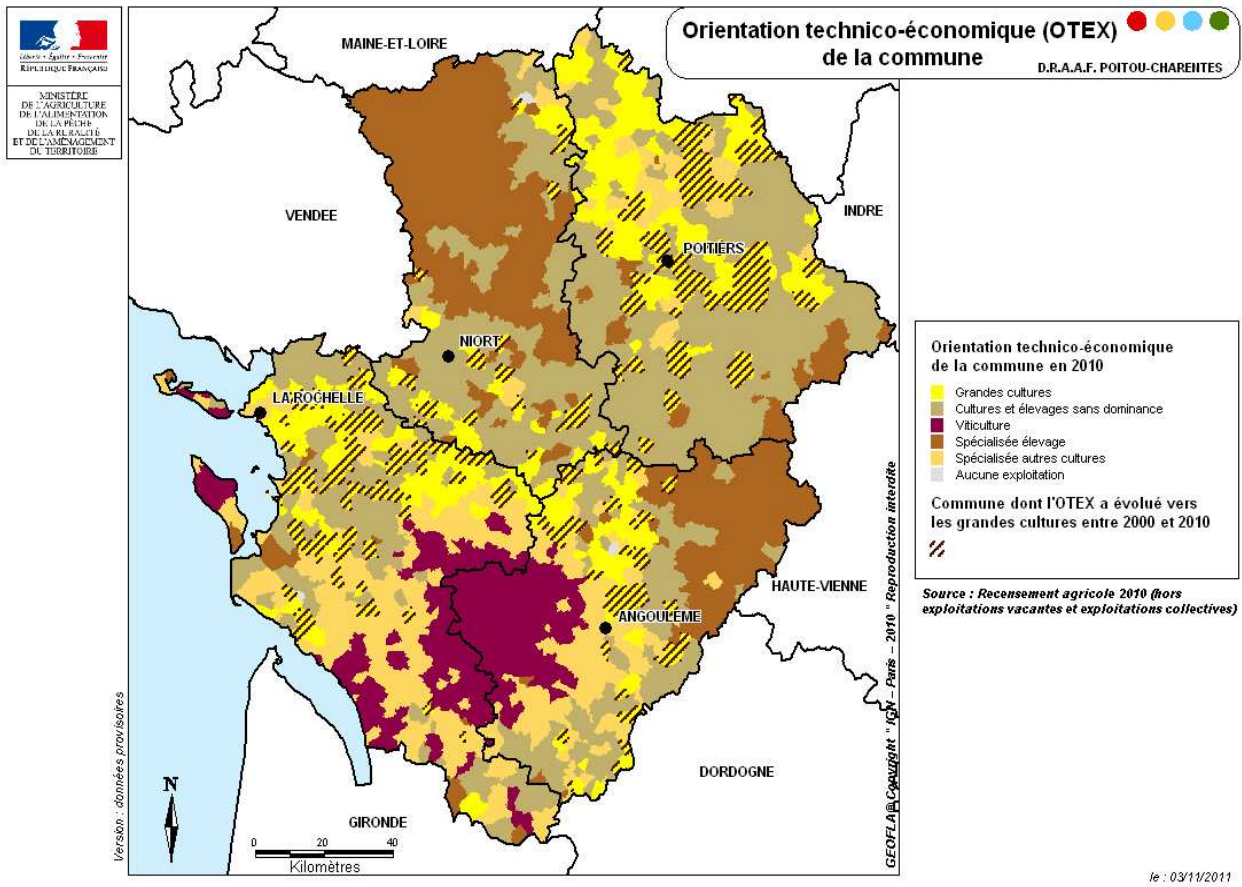 Liberté • Égalité • Fraternité
RÉPUBLIQUE FRANÇAISE
MINISTÈRE
DE L'AGRICULTURE
DE L'ALIMENTATION
DE LA PÊCHE
DE LA RURALITÉ
ET DE L'AMÉNAGEMENT
DU TERRITOIRE
Orientation technico-économique (OTEX)
de la commune
D.R.A.A.F. POITOU-CHARENTES
MAINE-ET-LOIRE
VENDEE
INDRE
POITIERS
NIORT
LA ROCHELLE
HAUTE-VIENNE
ANGOULEME
DORDOGNE
GIRONDE
Orientation technico-économique
de la commune en 2010
Grandes cultures
Cultures et élevages sans dominance
Viticulture
Spécialisée élevage
Spécialisée autres cultures
Aucune exploitation
Commune dont l'OTEX a évolué vers
les grandes cultures entre 2000 et 2010
Source : Recensement agricole 2010 (hors
exploitations vacantes et exploitations collectives)
GEOFLA@Copyright " IGN – Paris – 2010 " Reproduction interdite
Version : données provisoires
N
0 20 40
Kilomètres
le : 03/11/2011